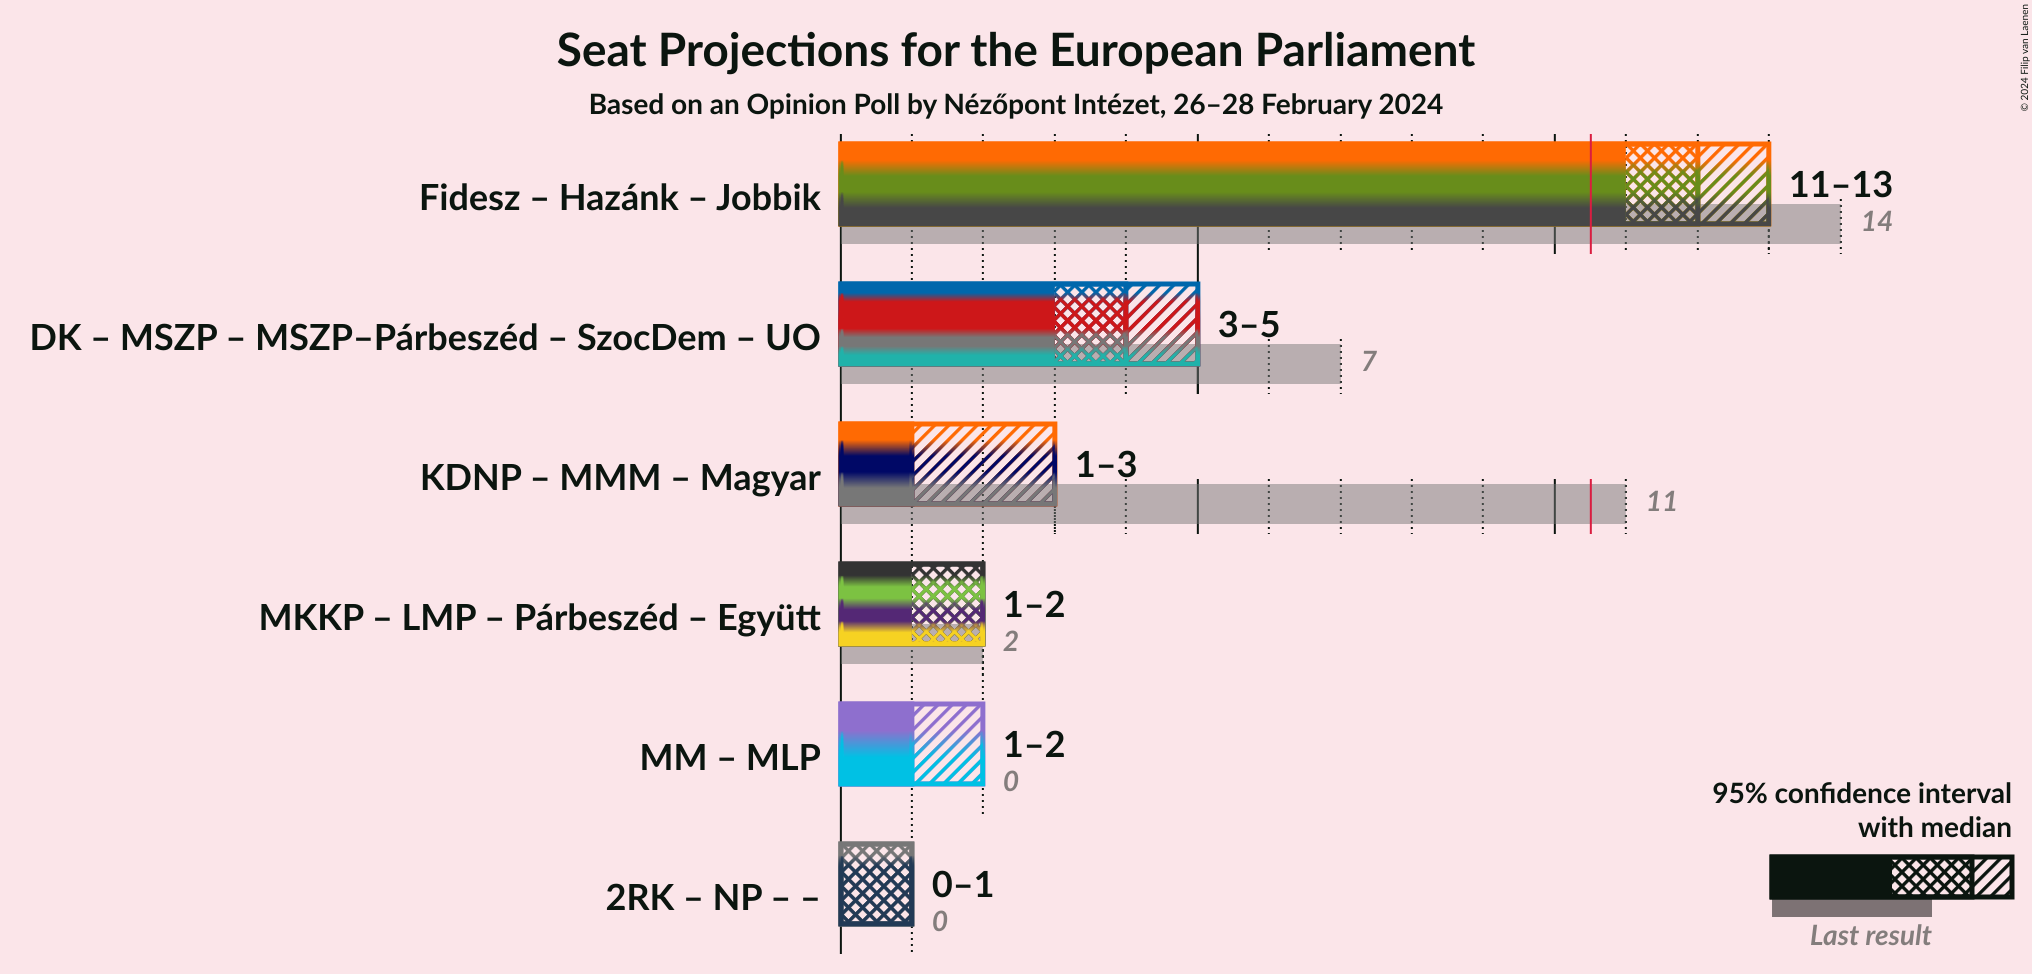 Seat Projections for the European Parliament
Based on an Opinion Poll by Nézőpont Intézet, 26–28 February 2024
© 2024 Filip van Laenen
Fidesz – Hazánk – Jobbik
11–13
14
DK – MSZP – MSZP–Párbeszéd – SzocDem – UO
3–5
7
KDNP – MMM – Magyar
1–3
11
MKKP – LMP – Párbeszéd – Együtt
1–2
2
MM – MLP
1–2
0
2RK – NP – –
0–1
0
95% confidence interval
with median
Last result